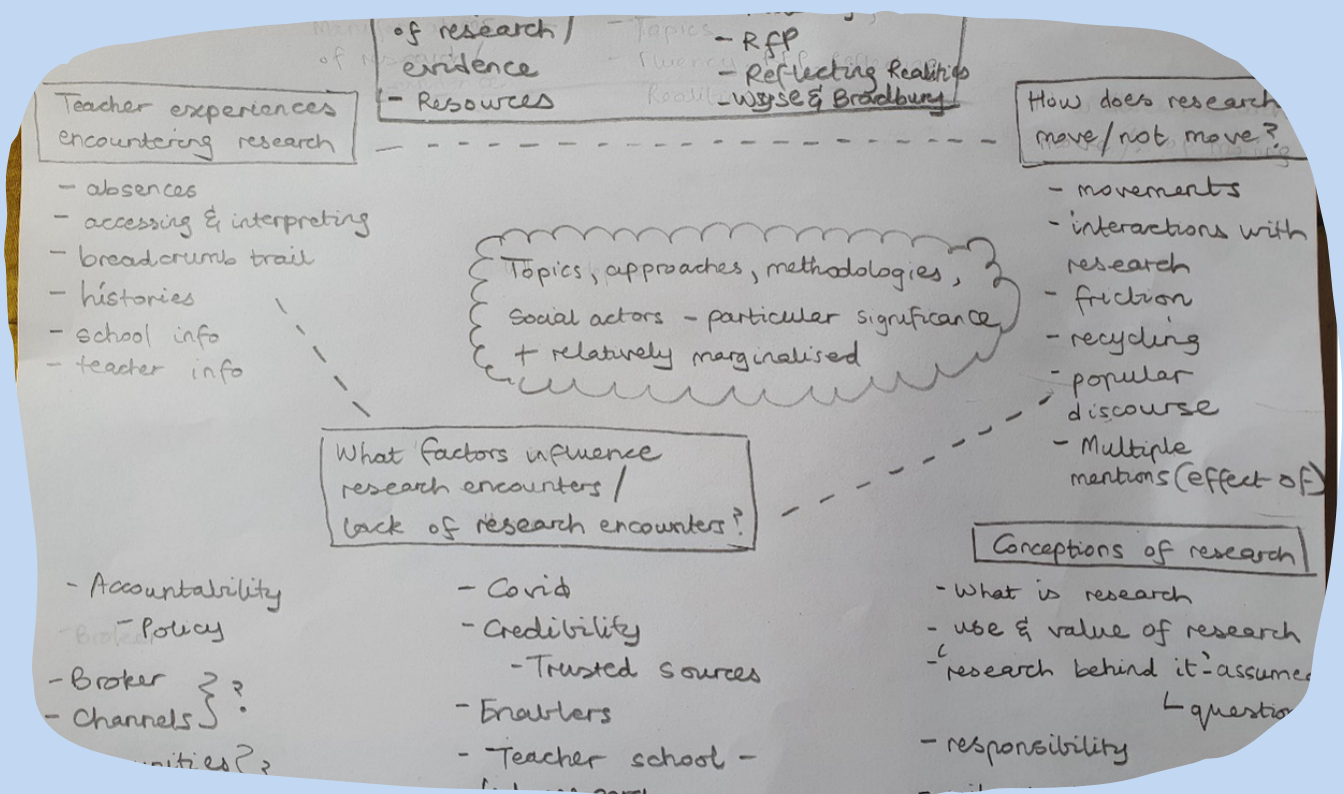 of research /
evidence
- Resources
- RfP
- Reflecting Realities
- Wyse & Bradbury
Teacher experiences
encountering research
- absences
- accessing & interpreting
- breadcrumb trail
- histories
- school info
- teacher info
How does research
move/not move?
- movements
- interactions with
research
- friction
- recycling
- popular
discourse
- Multiple
mentions (effect of)
Topics, approaches, methodologies,
social actors - particular significance
+ relatively marginalised
What factors influence
research encounters /
lack of research encounters?
- Accountability
- Policy
- Broker
- Channels } ?
- Covid
- Credibility
- Trusted sources
- Enablers
- Teacher school -
Conceptions of research
- What is research
- use & value of research
- 'research behind it' - assumed
- responsibility